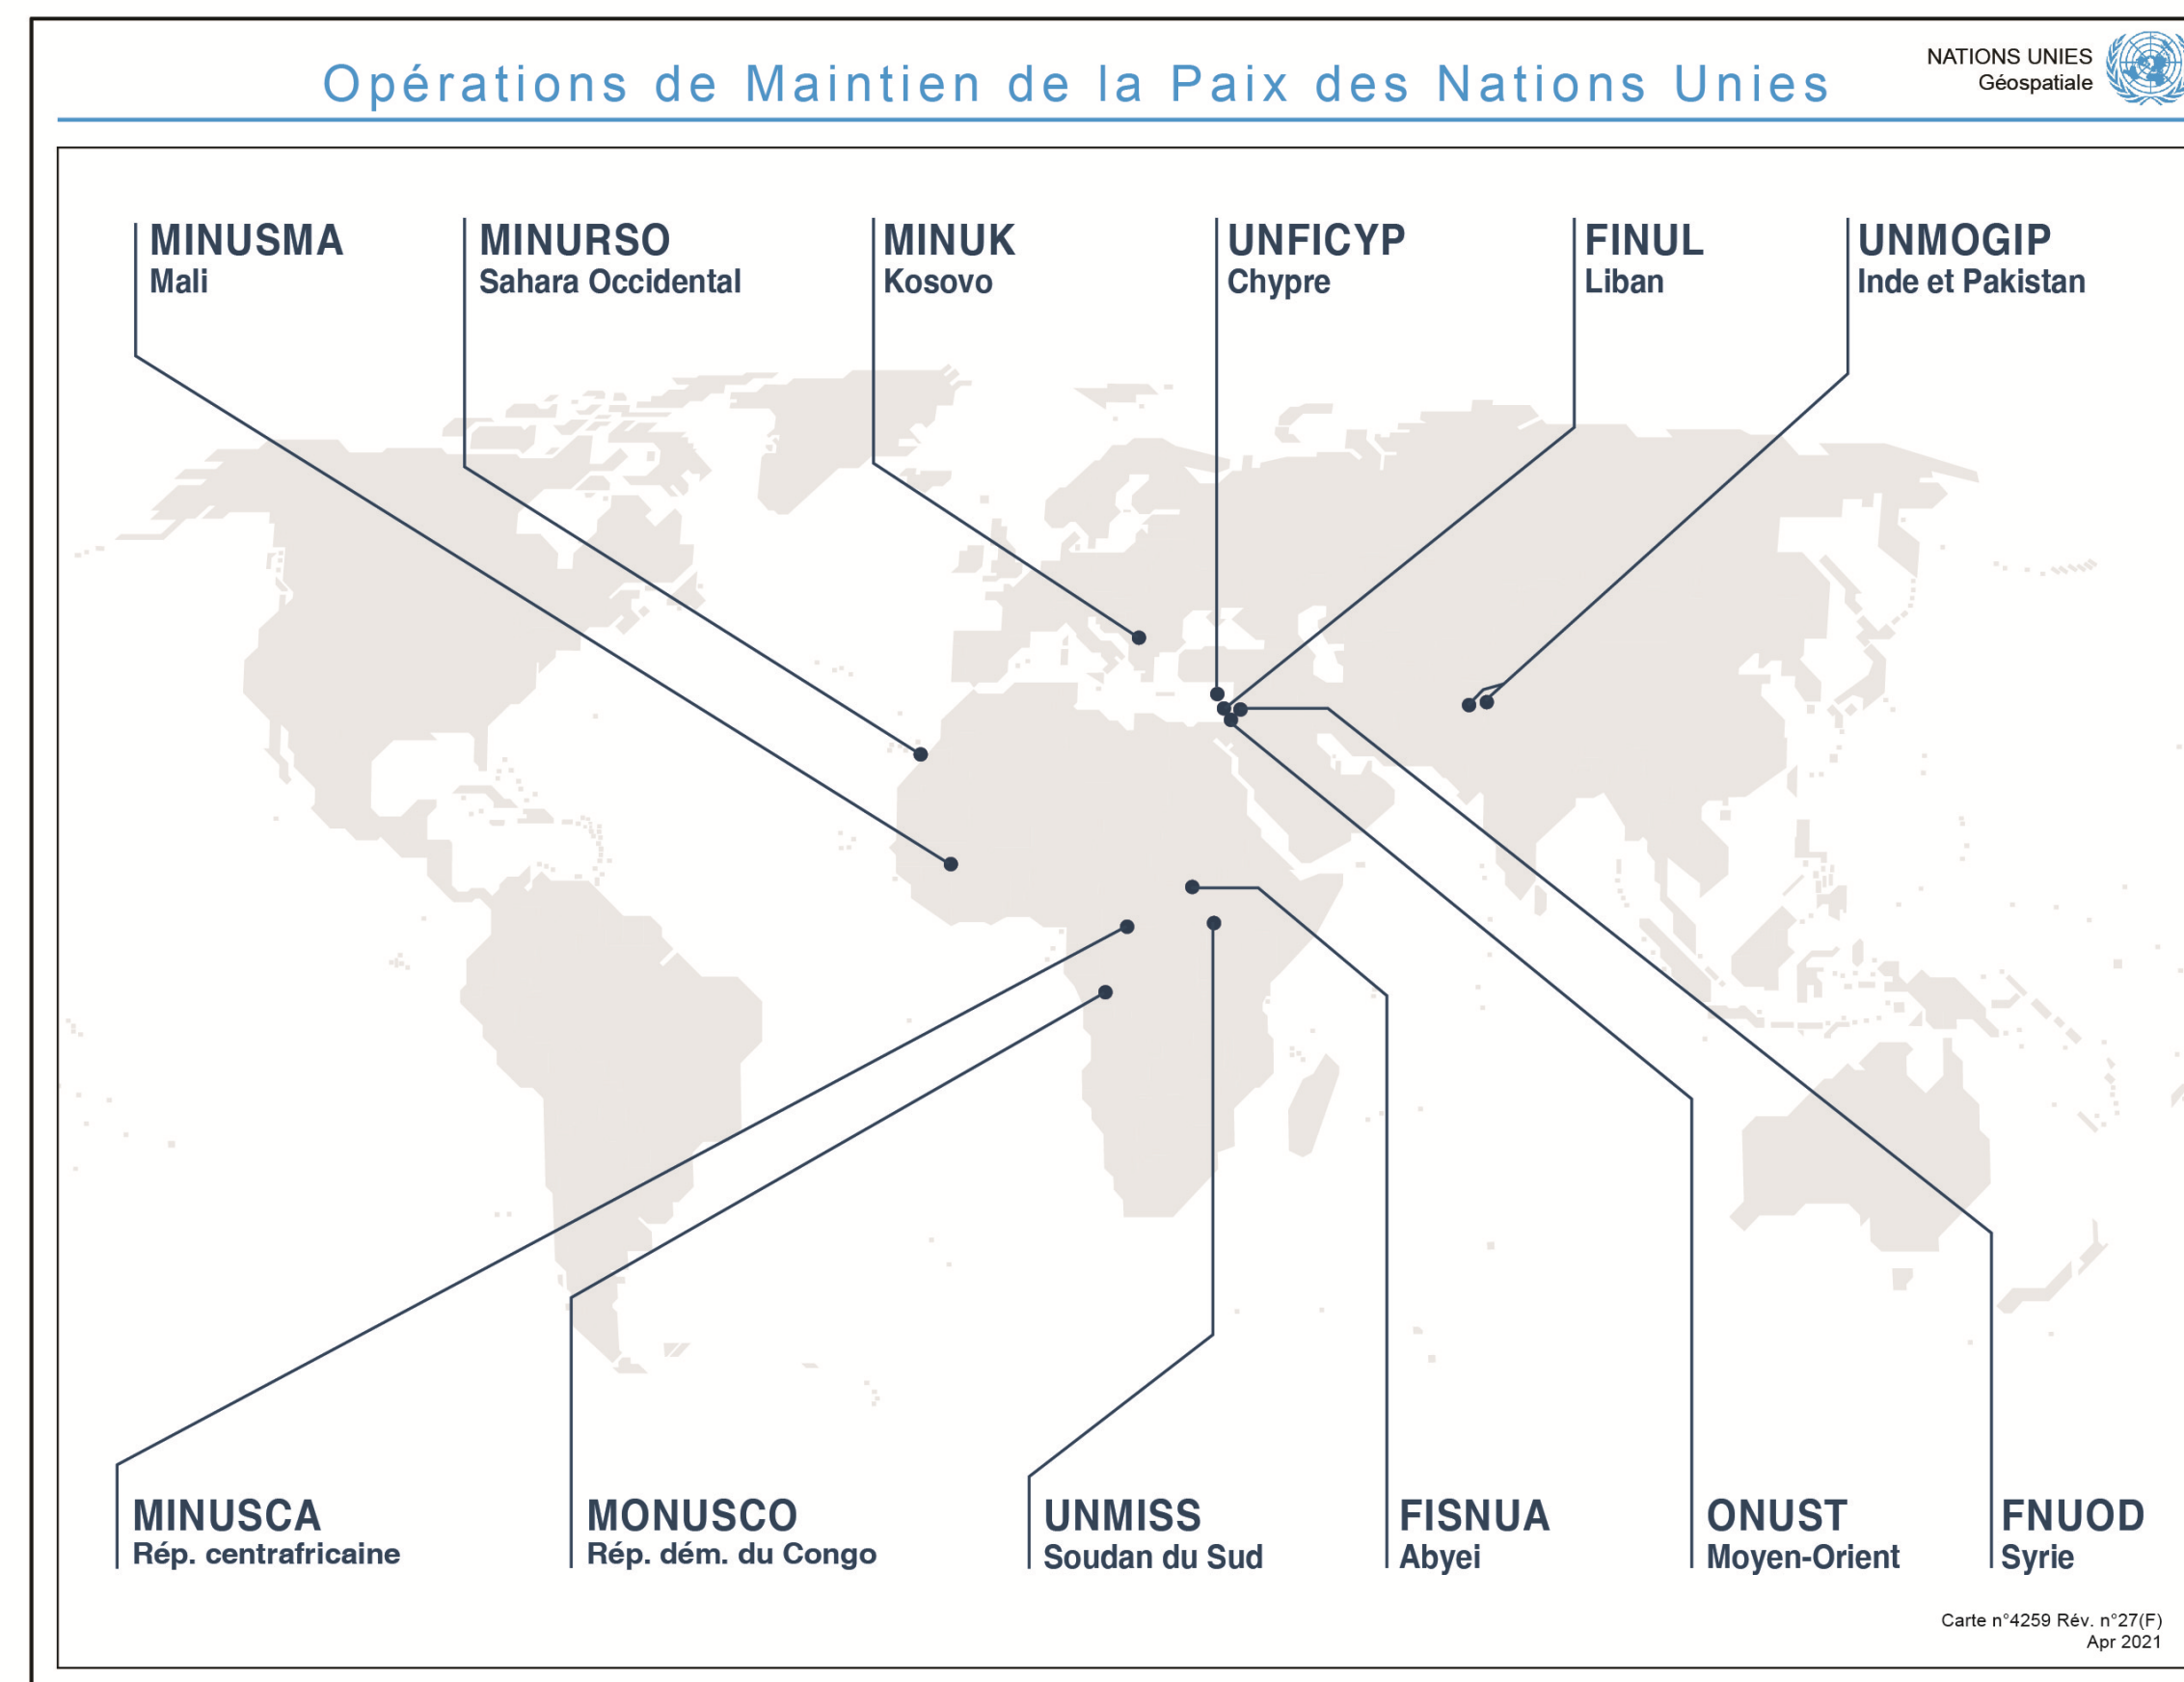 Opérations de Maintien de la Paix des Nations Unies
NATIONS UNIES
Géospatiale
MINUSMA
Mali
MINURSO
Sahara Occidental
MINUK
Kosovo
UNFICYP
Chypre
FINUL
Liban
UNMOGIP
Inde et Pakistan
MINUSCA
Rép. centrafricaine
MONUSCO
Rép. dém. du Congo
UNMISS
Soudan du Sud
FISNUA
Abyei
ONUST
Moyen-Orient
FNUOD
Syrie
Carte n°4259 Rév. n°27(F)
Apr 2021